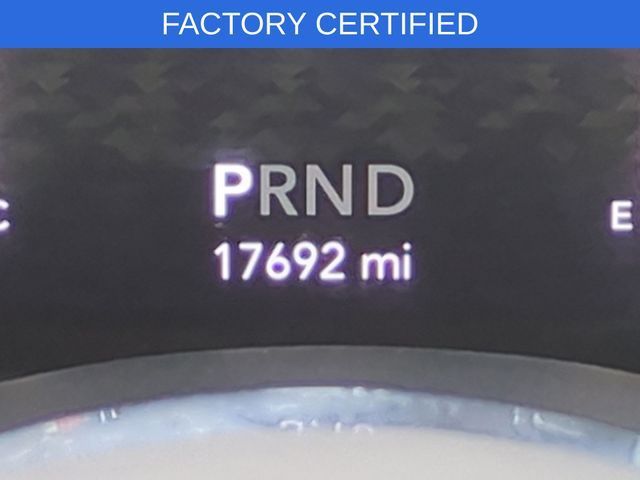 FACTORY CERTIFIED
PRND
C
E
17692 mi